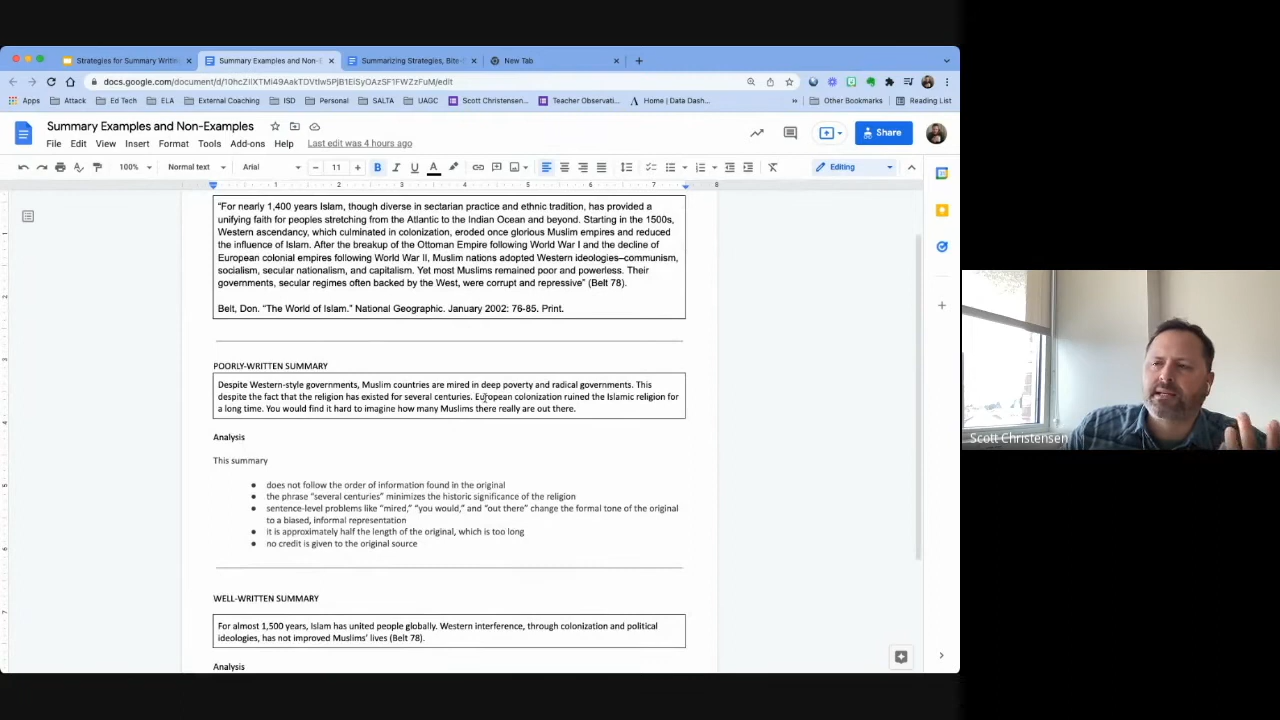 Strategies for Summary Writin
Summary Examples and Non-
Summarizing Strategies, Bite-
New Tab
Apps
Attack
Ed Tech
ELA
External Coaching
ISD
Personal
SALTA
UAGC
Scott Christensen...
Teacher Observati...
Home | Data Dash...
Other Bookmarks
Reading List
Summary Examples and Non-Examples
File Edit View Insert Format Tools Add-ons Help Last edit was 4 hours ago
Share
100% Normal text Arial 11 Editing
1 2 3 4 5 6 7 8
“For nearly 1,400 years Islam, though diverse in sectarian practice and ethnic tradition, has provided a
unifying faith for peoples stretching from the Atlantic to the Indian Ocean and beyond. Starting in the 1500s,
Western ascendancy, which culminated in colonization, eroded once glorious Muslim empires and reduced
the influence of Islam. After the breakup of the Ottoman Empire following World War I and the decline of
European colonial empires following World War II, Muslim nations adopted Western ideologies–communism,
socialism, secular nationalism, and capitalism. Yet most Muslims remained poor and powerless. Their
governments, secular regimes often backed by the West, were corrupt and repressive” (Belt 78).
Belt, Don. “The World of Islam.” National Geographic. January 2002: 76-85. Print.
POORLY-WRITTEN SUMMARY
Despite Western-style governments, Muslim countries are mired in deep poverty and radical governments. This
despite the fact that the religion has existed for several centuries. European colonization ruined the Islamic religion for
a long time. You would find it hard to imagine how many Muslims there really are out there.
Analysis
This summary
● does not follow the order of information found in the original
● the phrase “several centuries” minimizes the historic significance of the religion
● sentence-level problems like “mired,” “you would,” and “out there” change the formal tone of the original
to a biased, informal representation
● it is approximately half the length of the original, which is too long
● no credit is given to the original source
WELL-WRITTEN SUMMARY
For almost 1,500 years, Islam has united people globally. Western interference, through colonization and political
ideologies, has not improved Muslims’ lives (Belt 78).
Analysis
Scott Christensen